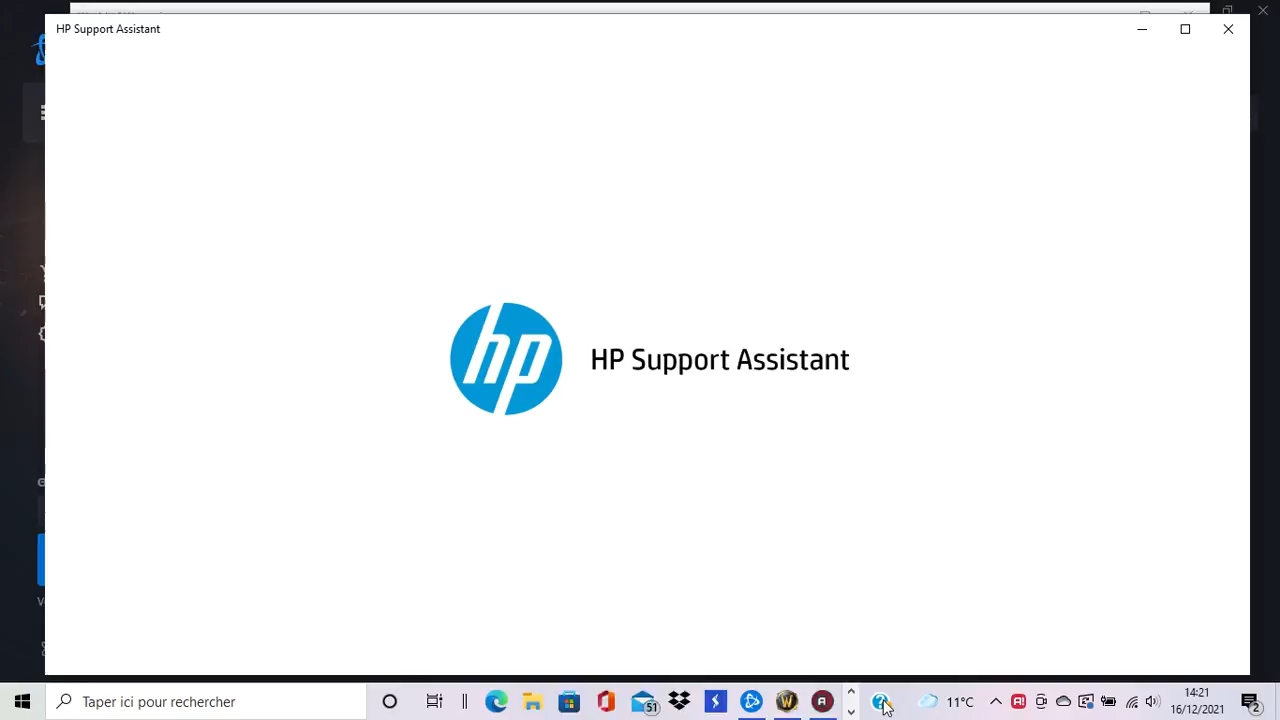 HP Support Assistant
hp HP Support Assistant
Taper ici pour rechercher
51
11°C
14:21
16/12/2021
2